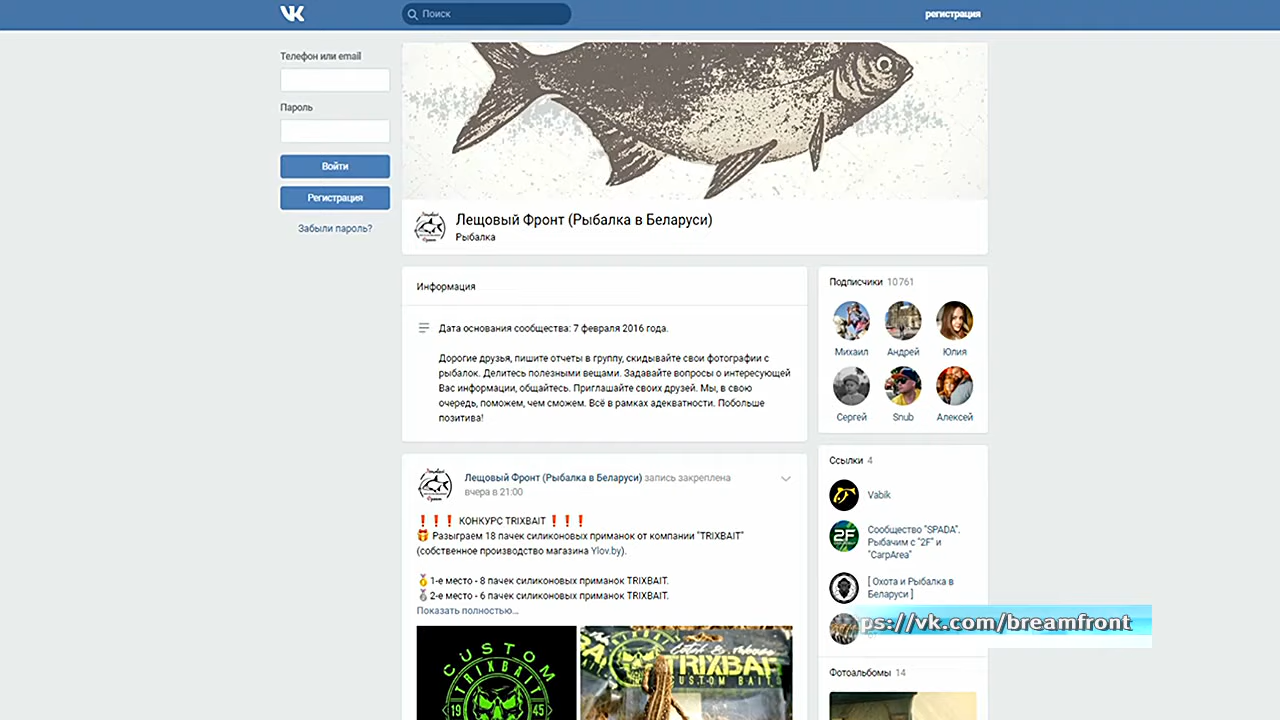 Поиск
регистрация
Телефон или email
Пароль
Войти
Регистрация
Забыли пароль?
Лещовый Фронт (Рыбалка в Беларуси)
Рыбалка
Информация
Дата основания сообщества: 7 февраля 2016 года.
Дорогие друзья, пишите отчеты в группу, скидывайте свои фотографии с
рыбалок. Делитесь полезными вещами. Задавайте вопросы о интересующей
Вас информации, общайтесь. Приглашайте своих друзей. Мы, в свою
очередь, поможем, чем сможем. Всё в рамках адекватности. Побольше
позитива!
Лещовый Фронт (Рыбалка в Беларуси) запись закреплена
вчера в 21:00
❗❗❗ КОНКУРС TRIXBAIT ❗❗❗
🎁 Разыграем 18 пачек силиконовых приманок от компании "TRIXBAIT"
(собственное производство магазина Ylov.by).
🥇1-е место - 8 пачек силиконовых приманок TRIXBAIT.
🥈2-е место - 6 пачек силиконовых приманок TRIXBAIT.
Показать полностью...
CUSTOM
TRIXBAIT
19 45
TRIXBAI
CUSTOM BAIT
Подписчики 10 761
Михаил Андрей Юлия
Сергей Snub Алексей
Ссылки 4
Vabik
2F
Сообщество "SPADA".
Рыбачим с "2F" и
"CarpArea"
[ Охота и Рыбалка в
Беларуси ]
ps://vk.com/breamfront
Фотоальбомы 14